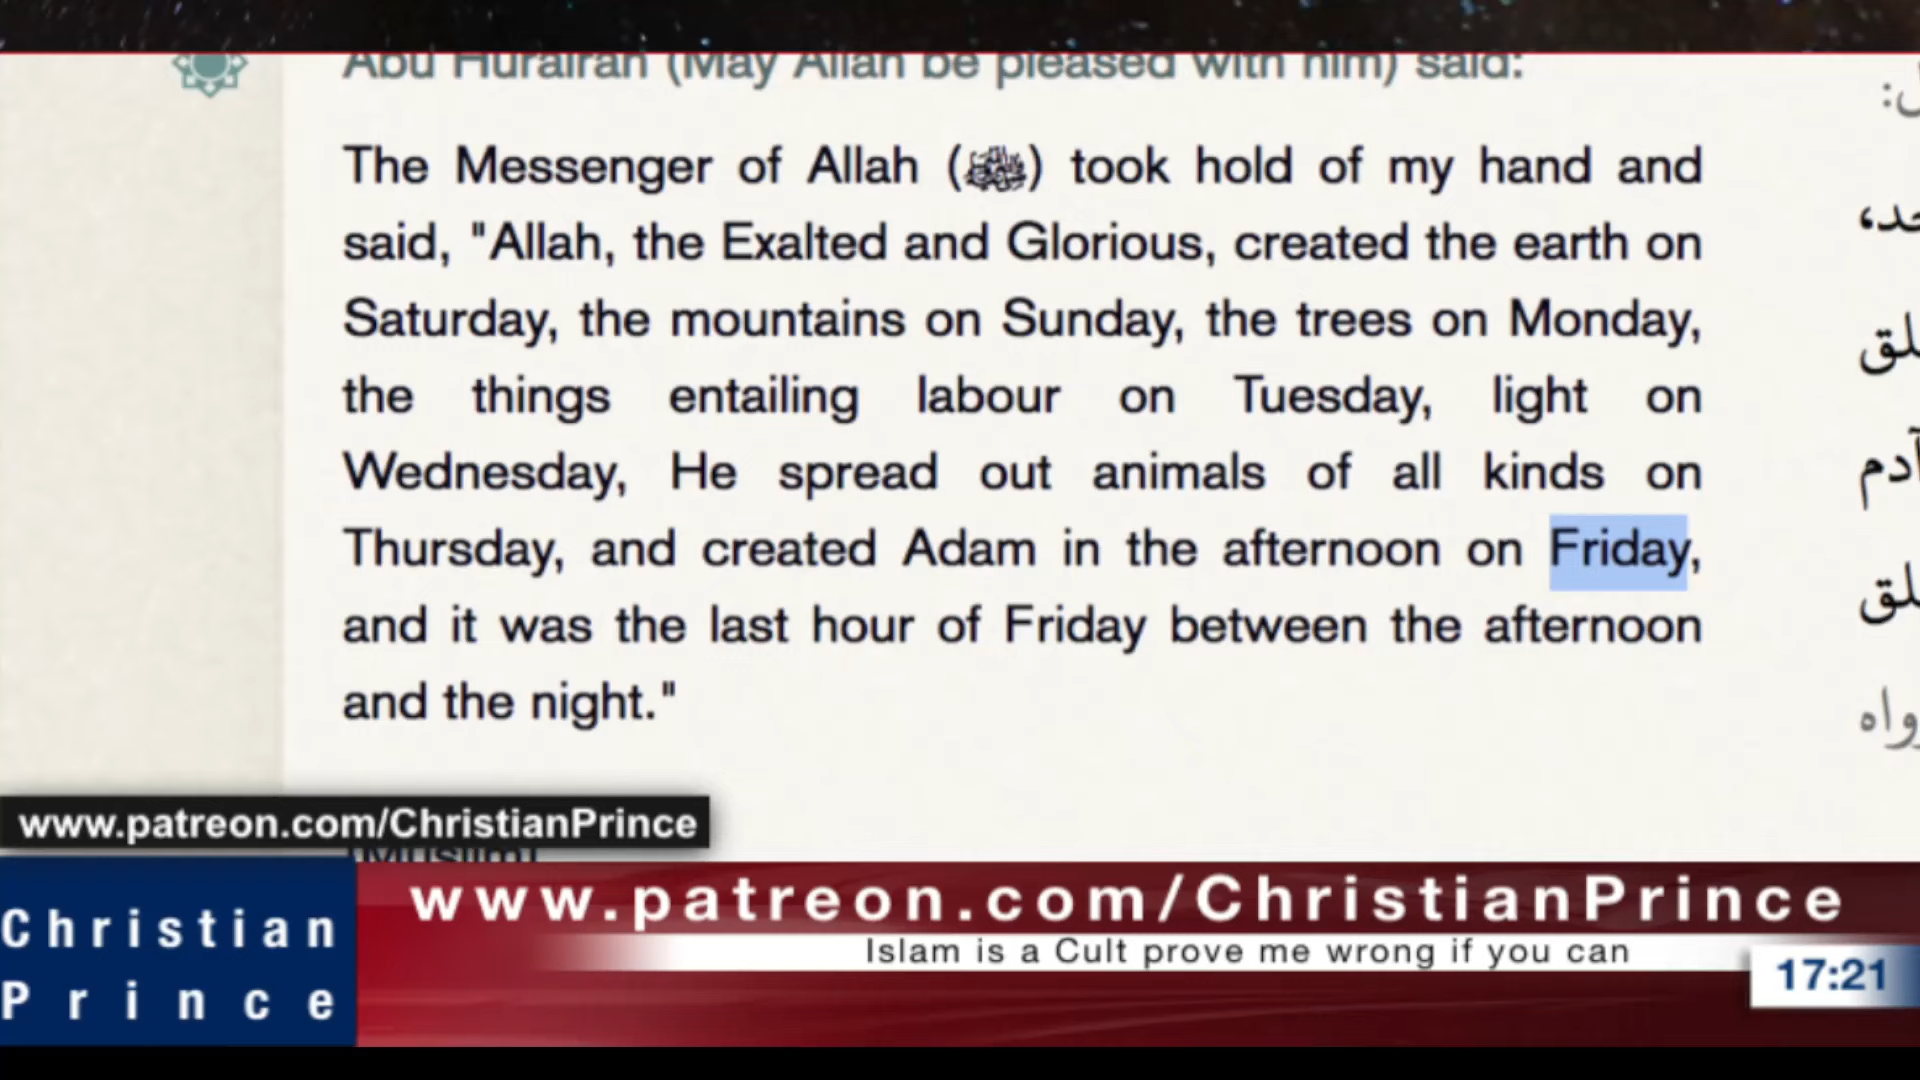 Abu Hurairah (May Allah be pleased with him) said:
The Messenger of Allah (ﷺ) took hold of my hand and
said, "Allah, the Exalted and Glorious, created the earth on
Saturday, the mountains on Sunday, the trees on Monday,
the things entailing labour on Tuesday, light on
Wednesday, He spread out animals of all kinds on
Thursday, and created Adam in the afternoon on Friday,
and it was the last hour of Friday between the afternoon
and the night."
آدم
www.patreon.com/ChristianPrince
(Muslim)
Christian
Prince
www.patreon.com/ChristianPrince
Islam is a Cult prove me wrong if you can
17:21